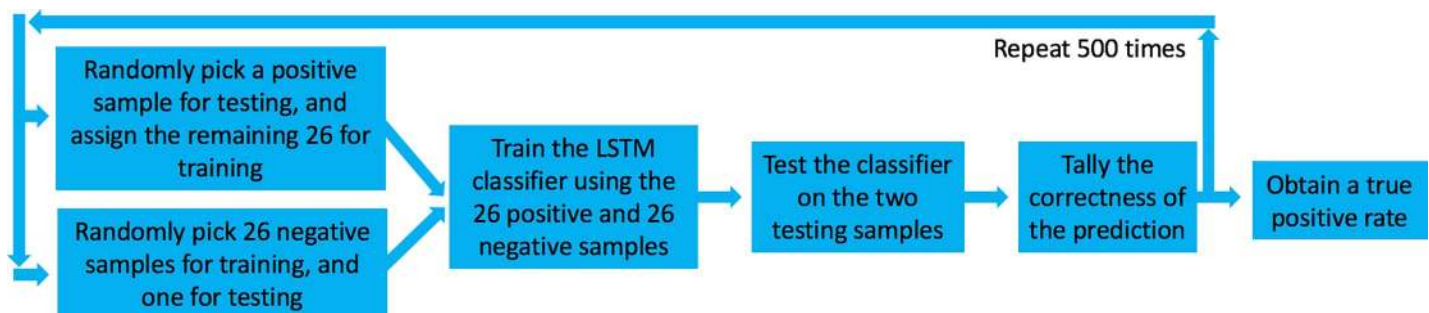 Repeat 500 times
Randomly pick a positive
sample for testing, and
assign the remaining 26 for
training
Randomly pick 26 negative
samples for training, and
one for testing
Train the LSTM
classifier using the
26 positive and 26
negative samples
Test the classifier
on the two
testing samples
Tally the
correctness of
the prediction
Obtain a true
positive rate